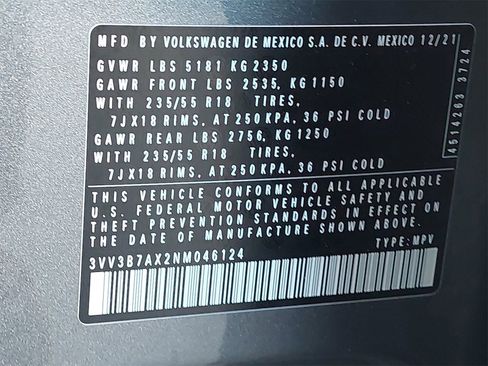 MFD BY VOLKSWAGEN DE MEXICO S.A. DE C.V. MEXICO 12/21
GVWR LBS 5181 KG 2350
GAWR FRONT LBS 2535, KG 1150
WITH 235/55 R18 TIRES,
7JX18 RIMS, AT 250 KPA, 36 PSI COLD
GAWR REAR LBS 2756, KG 1250
WITH 235/55 R18 TIRES,
7JX18 RIMS, AT 250 KPA, 36 PSI COLD
THIS VEHICLE CONFORMS TO ALL APPLICABLE
U.S. FEDERAL MOTOR VEHICLE SAFETY AND
THEFT PREVENTION STANDARDS IN EFFECT ON
THE DATE OF MANUFACTURE SHOWN ABOVE.
3VV3B7AX2NM046124 TYPE: MPV
4514263 3724